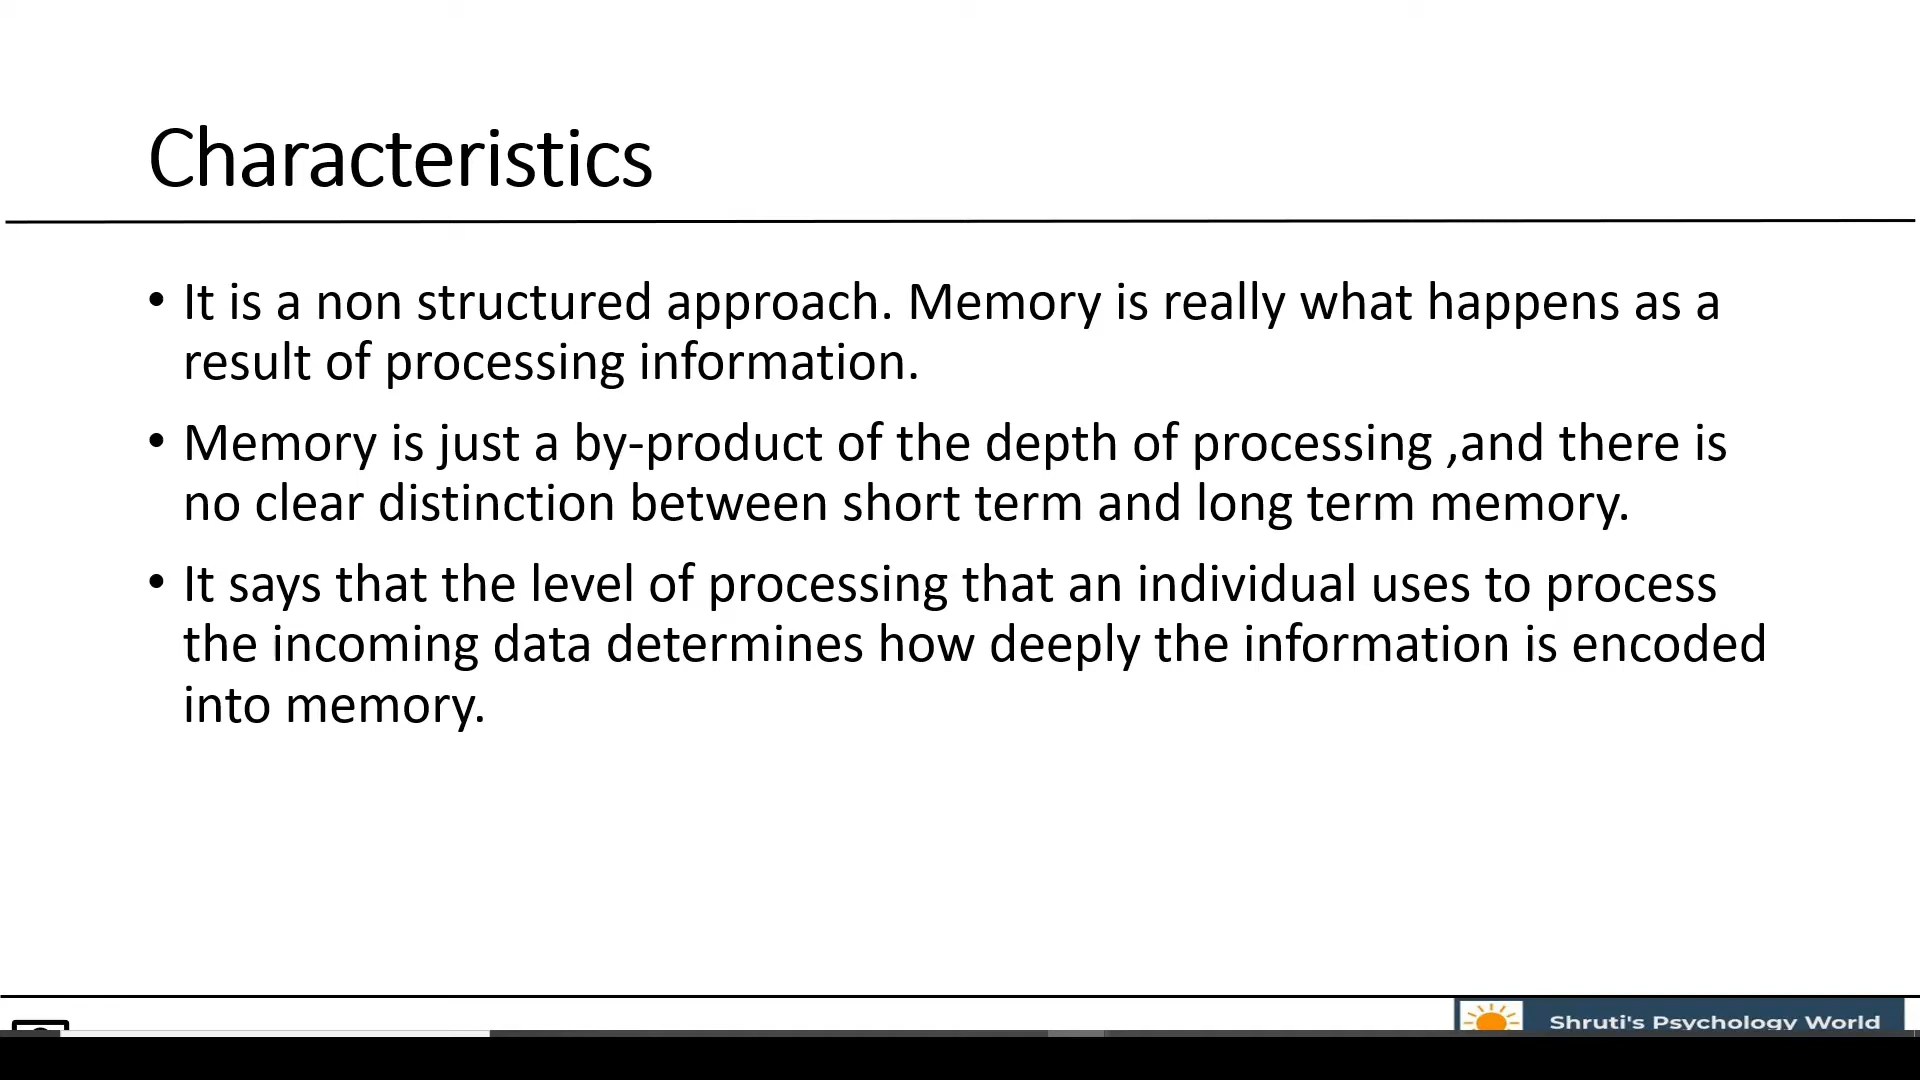 Characteristics
• It is a non structured approach. Memory is really what happens as a
result of processing information.
• Memory is just a by-product of the depth of processing ,and there is
no clear distinction between short term and long term memory.
• It says that the level of processing that an individual uses to process
the incoming data determines how deeply the information is encoded
into memory.
Shruti's Psychology World